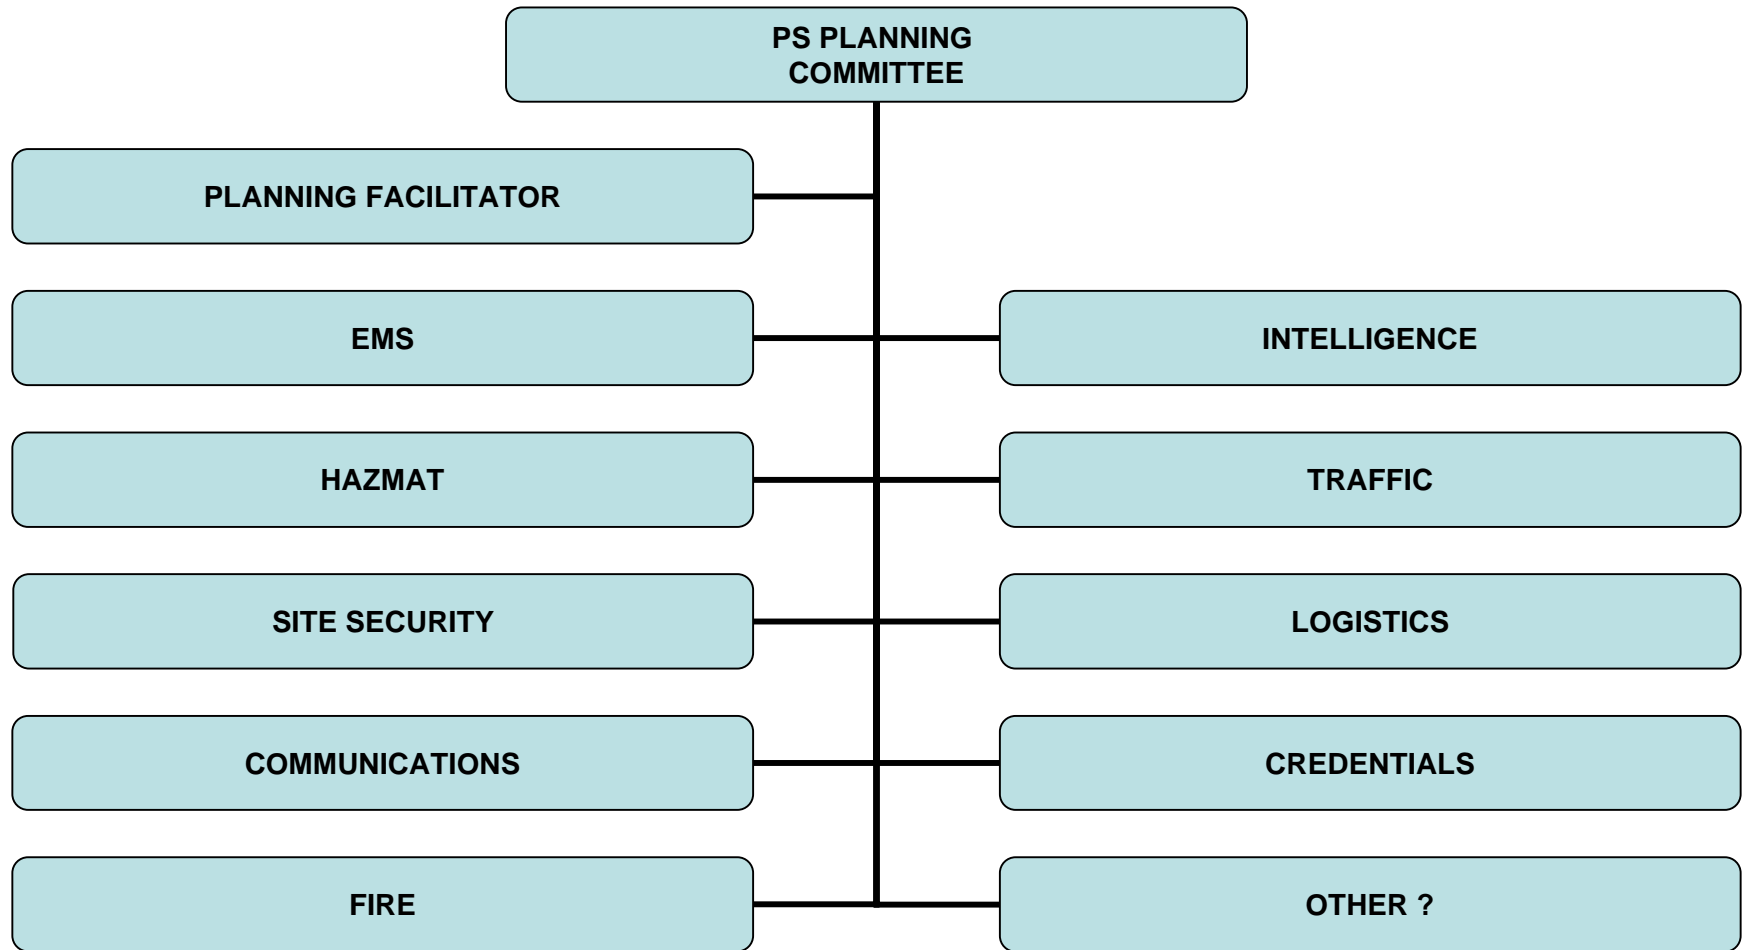 PS PLANNING
COMMITTEE
PLANNING FACILITATOR
EMS
INTELLIGENCE
HAZMAT
TRAFFIC
SITE SECURITY
LOGISTICS
COMMUNICATIONS
CREDENTIALS
FIRE
OTHER ?